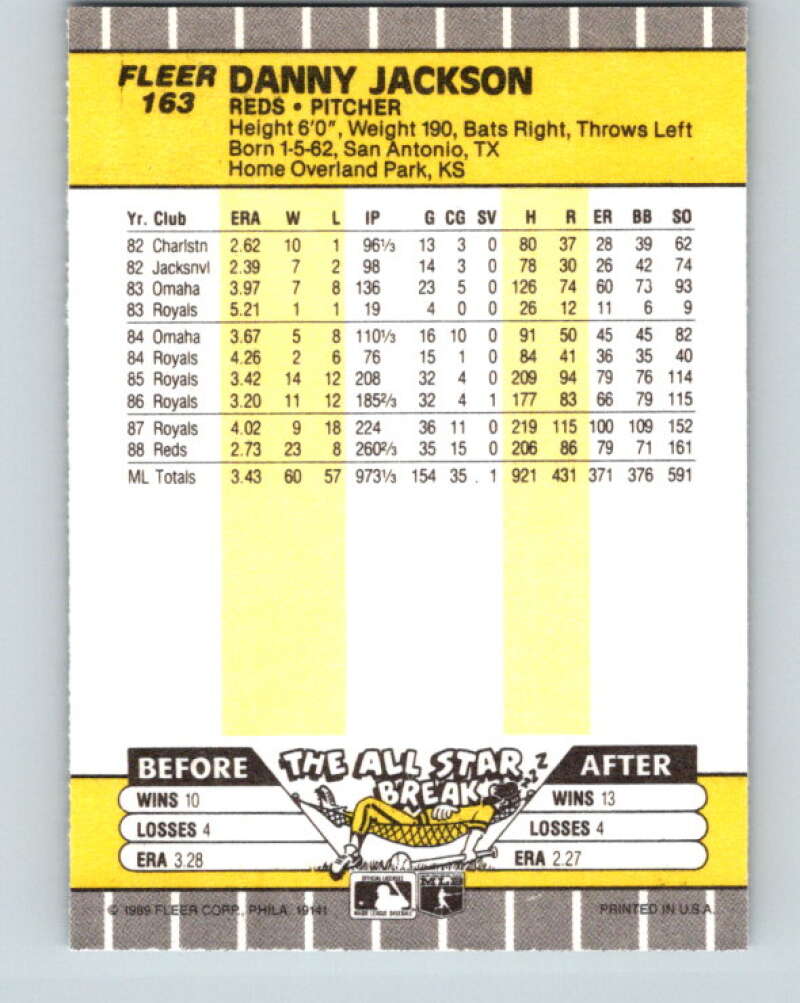 FLEER
163
DANNY JACKSON
REDS • PITCHER
Height 6'0", Weight 190, Bats Right, Throws Left
Born 1-5-62, San Antonio, TX
Home Overland Park, KS
Yr. Club ERA W L IP G CG SV H R ER BB SO
82 Charlstn 2.62 10 1 96⅓ 13 3 0 80 37 28 39 62
82 Jacksnvl 2.39 7 2 98 14 3 0 78 30 26 42 74
83 Omaha 3.97 7 8 136 23 5 0 126 74 60 73 93
83 Royals 5.21 1 1 19 4 0 0 26 12 11 6 9
84 Omaha 3.67 5 8 110⅓ 16 10 0 91 50 45 45 82
84 Royals 4.26 2 6 76 15 1 0 84 41 36 35 40
85 Royals 3.42 14 12 208 32 4 0 209 94 79 76 114
86 Royals 3.20 11 12 185⅔ 32 4 1 177 83 66 79 115
87 Royals 4.02 9 18 224 36 11 0 219 115 100 109 152
88 Reds 2.73 23 8 260⅔ 35 15 0 206 86 79 71 161
ML Totals 3.43 60 57 973⅓ 154 35 1 921 431 371 376 591
BEFORE THE ALL STAR BREAK AFTER
ZZZZ
WINS 10 WINS 13
LOSSES 4 LOSSES 4
ERA 3.28 ERA 2.27
OFFICIAL LICENSEE
MAJOR LEAGUE BASEBALL
MLB
© 1989 FLEER CORP., PHILA. 19141 PRINTED IN U.S.A.